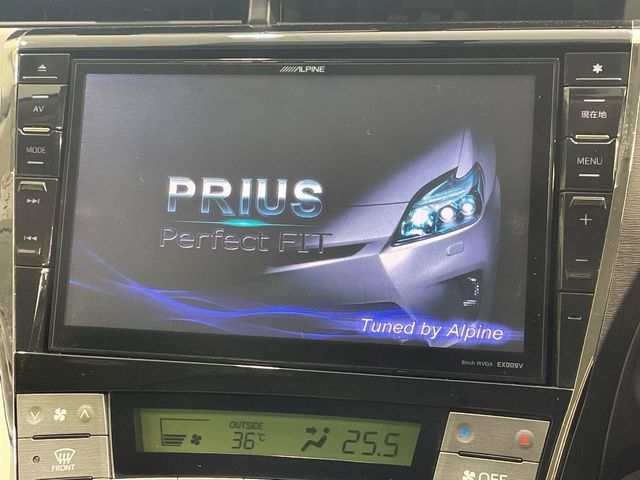 ALPINE
AV
MODE
現在地
MENU
PRIUS
Perfect FIT
Tuned by Alpine
9inch WVGA EX009V
OUTSIDE
36℃
25.5
FRONT
OFF